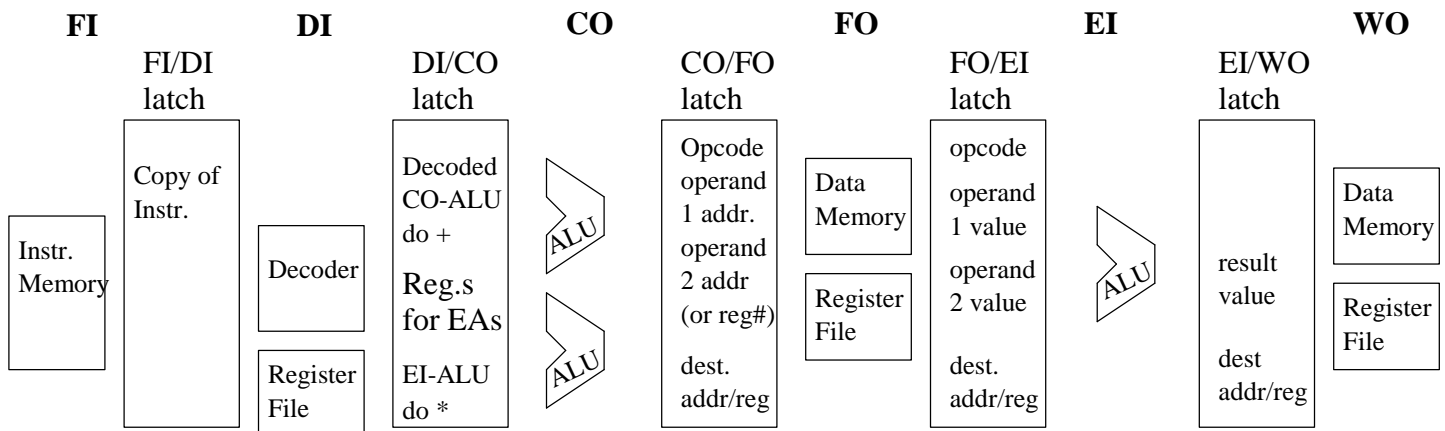 FI
DI
CO
FO
EI
WO
FI/DI
latch
DI/CO
latch
CO/FO
latch
FO/EI
latch
EI/WO
latch
Instr.
Memory
Copy of
Instr.
Decoder
Register
File
Decoded
CO-ALU
do +
Reg.s
for EAs
EI-ALU
do *
ALU
ALU
Opcode
operand
1 addr.
operand
2 addr
(or reg#)
dest.
addr/reg
Data
Memory
Register
File
opcode
operand
1 value
operand
2 value
dest.
addr/reg
ALU
result
value
dest
addr/reg
Data
Memory
Register
File